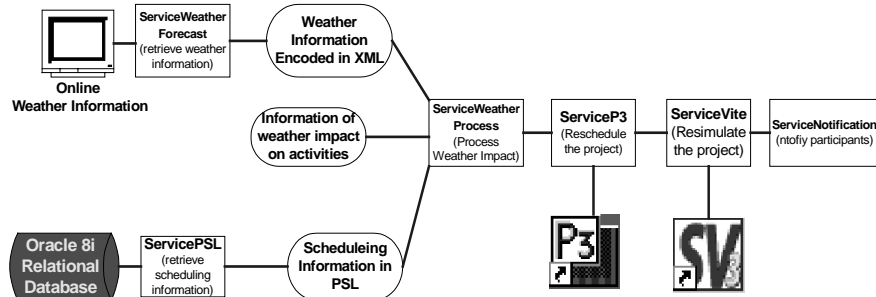 ServiceWeather
Forecast
(retrieve weather
information)
Weather
Information
Encoded in XML
Online
Weather Information
Information of
weather impact
on activities
ServiceWeather
Process
(Process
Weather Impact)
ServiceP3
(Reschedule
the project)
ServiceVite
(Resimulate
the project)
ServiceNotification
(ntofiy participants)
Oracle 8i
Relational
Database
ServicePSL
(retrieve
scheduling
information)
Scheduleing
Information in
PSL
P3
SV